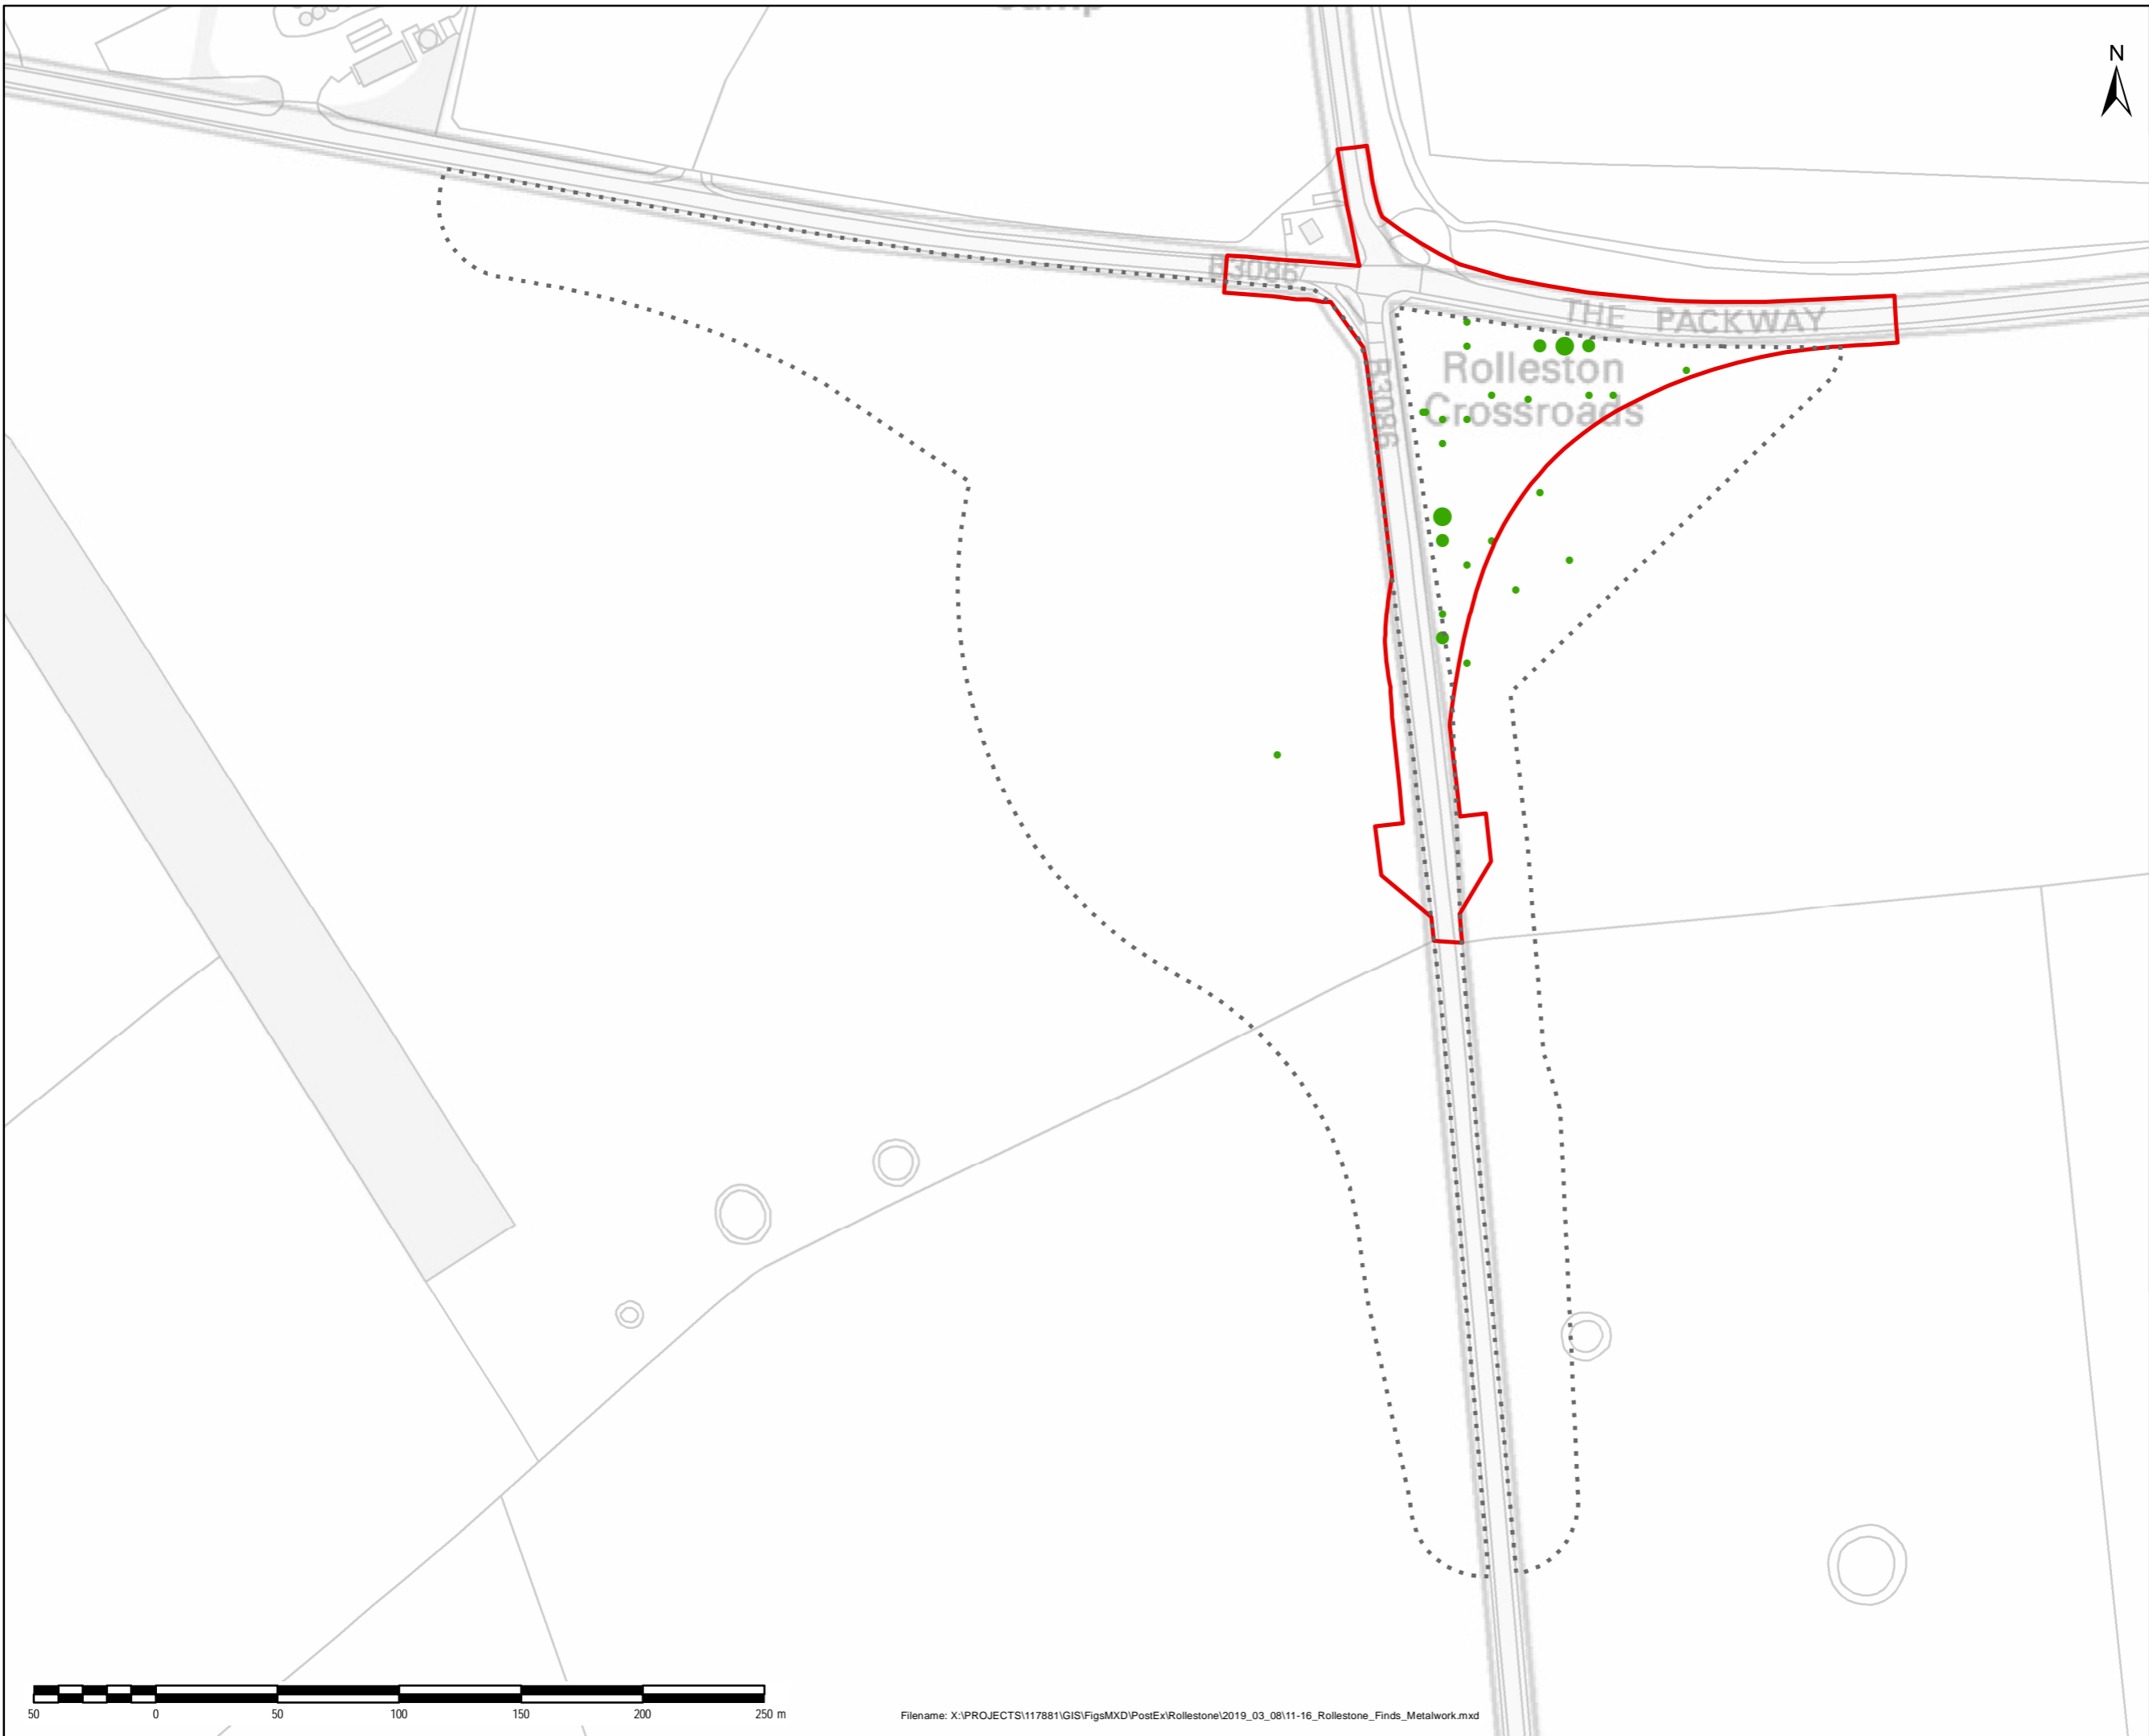 N
B3086
THE PACKWAY
Rolleston
Crossroads
B3086
50 0 50 100 150 200 250 m
Filename: X:\PROJECTS\117881\GIS\FigsMXD\PostEx\Rollestone\2019_03_08\11-16_Rollestone_Finds_Metalwork.mxd